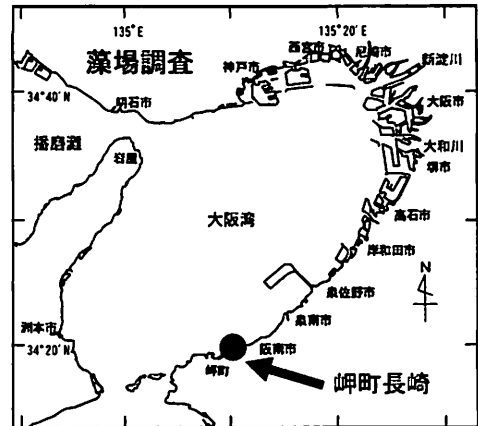 135°E
135°20'E
藻場調査
西宮市
尼崎市
新淀川
神戸市
34°40'N
明石市
大阪市
播磨灘
大和川
堺市
岩屋
大阪湾
高石市
岸和田市
N
泉佐野市
泉南市
洲本市
34°20'N
阪南市
岬町
岬町長崎